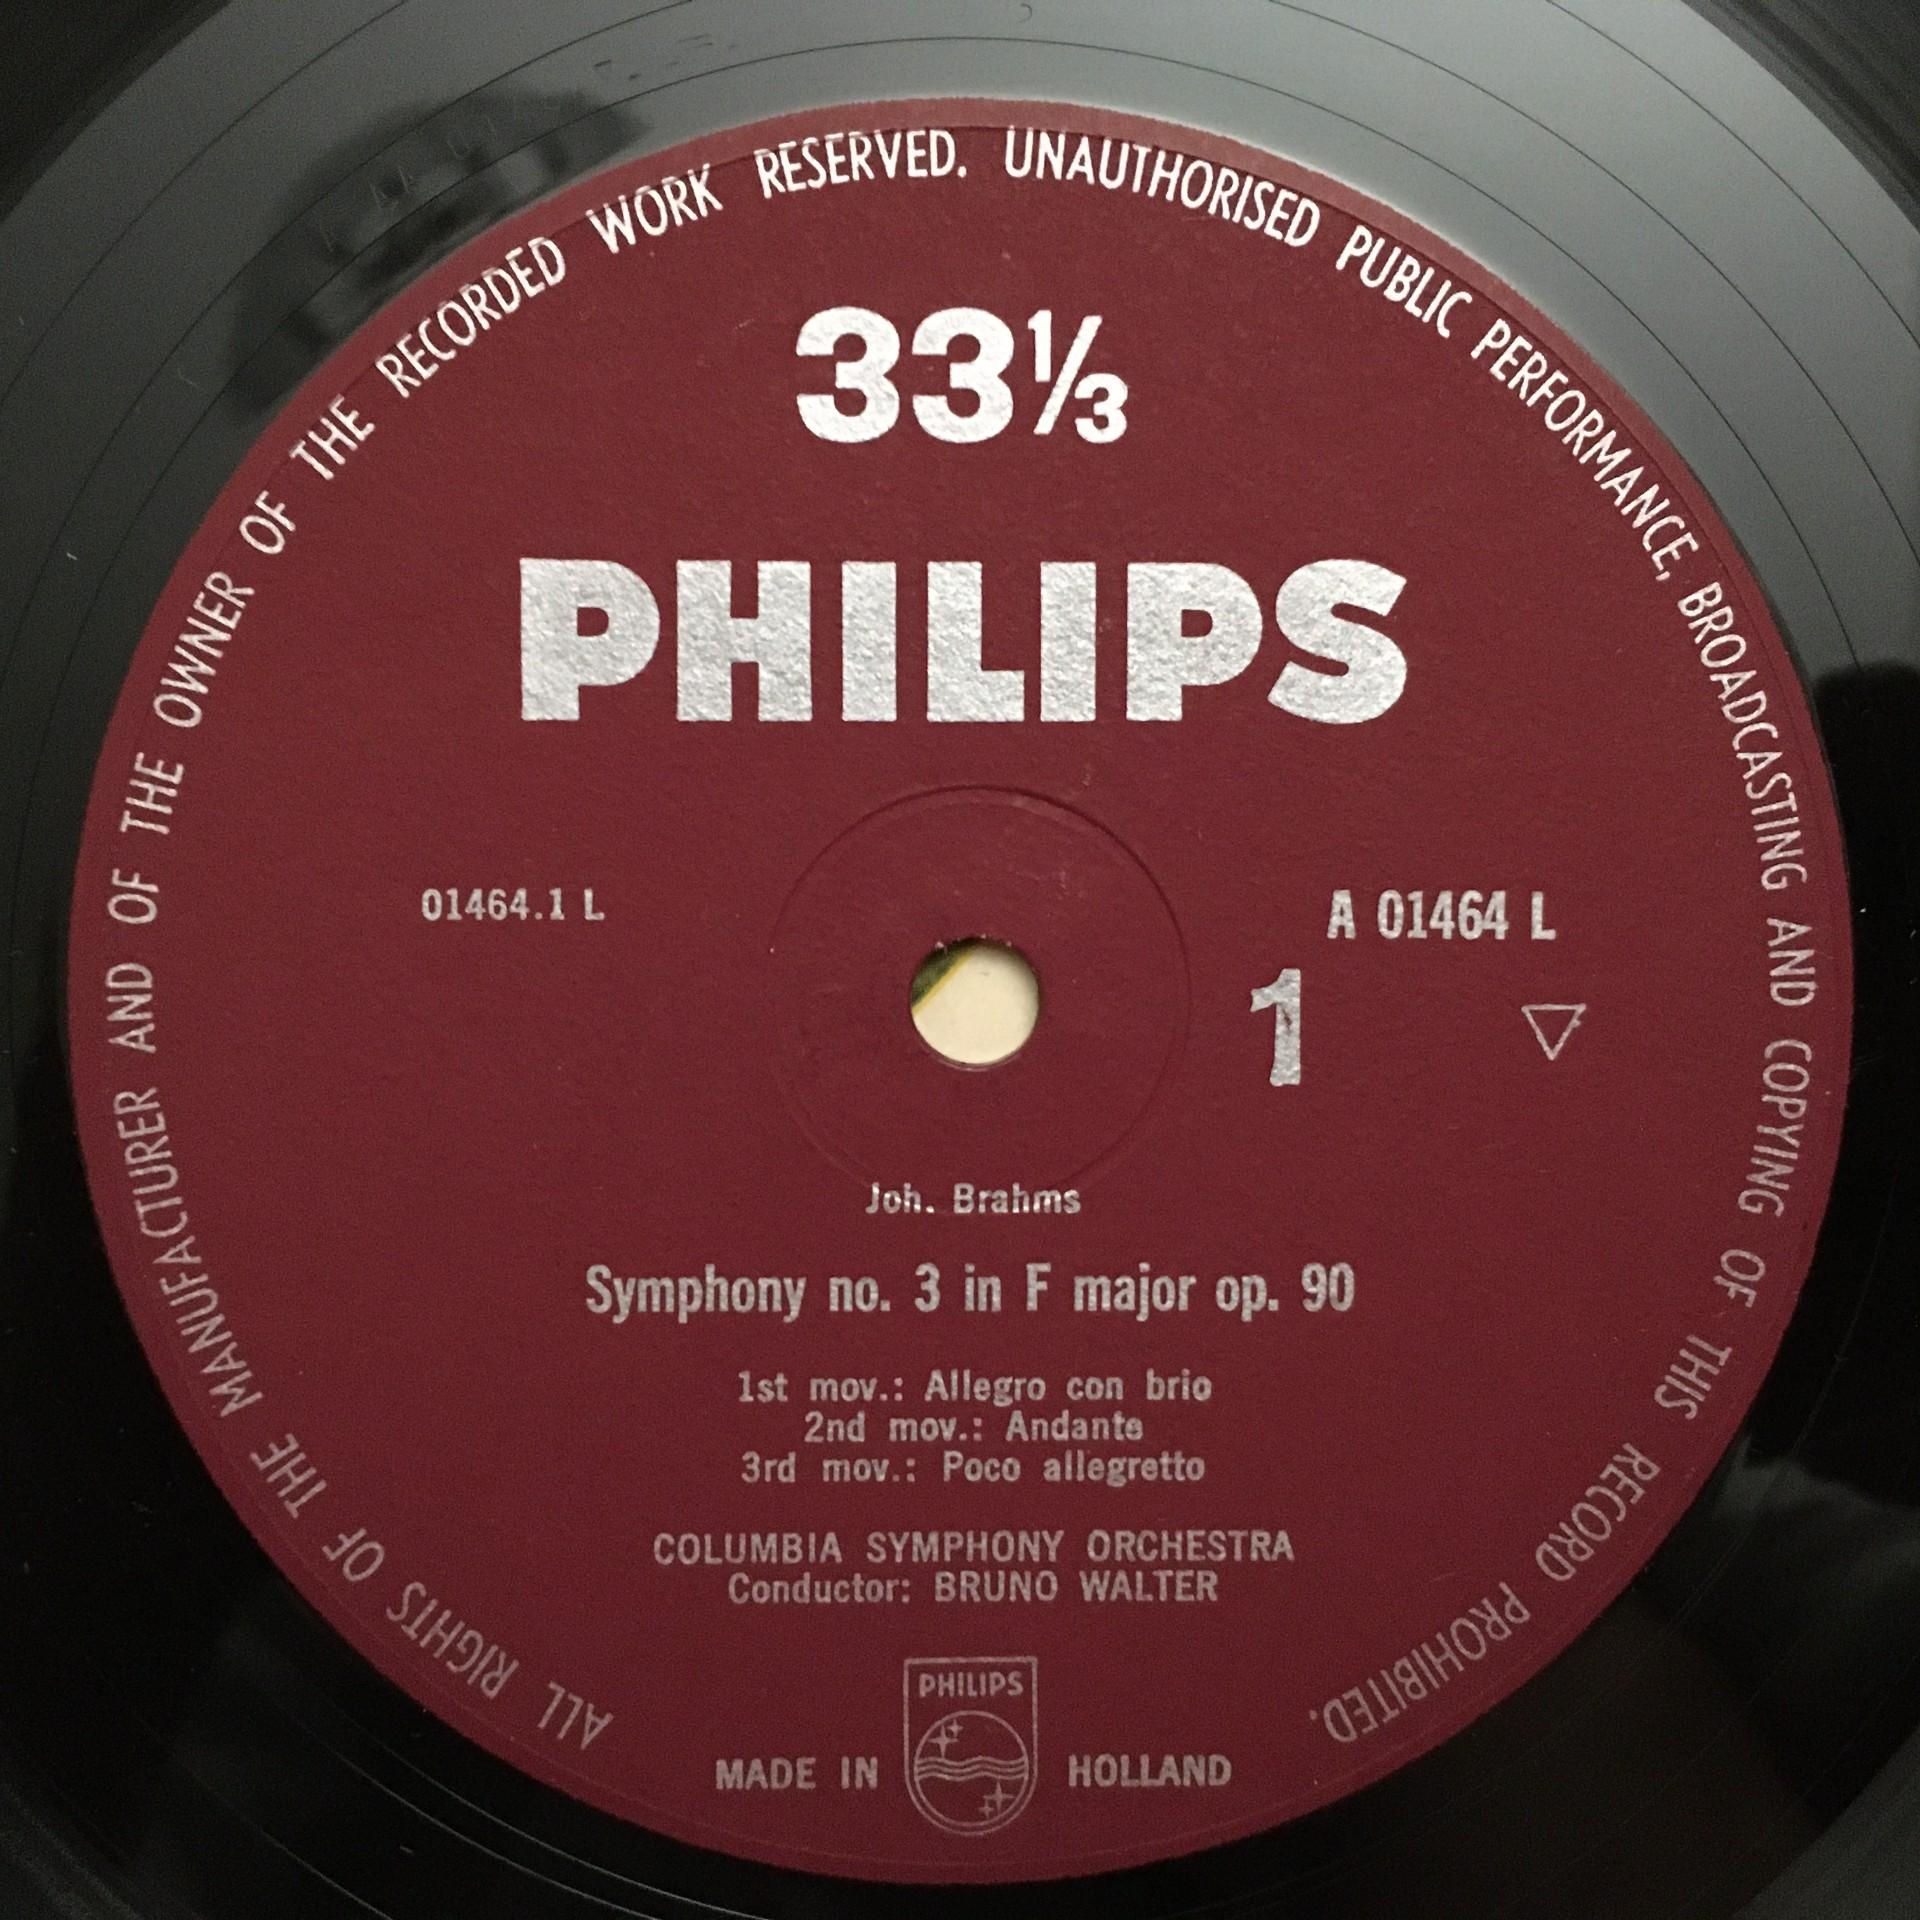 ALL RIGHTS OF THE MANUFACTURER AND OF THE OWNER OF THE RECORDED WORK RESERVED. UNAUTHORISED PUBLIC PERFORMANCE, BROADCASTING AND COPYING OF THIS RECORD PROHIBITED.
33⅓
PHILIPS
01464.1 L
A 01464 L
1
Joh. Brahms
Symphony no. 3 in F major op. 90
1st mov.: Allegro con brio
2nd mov.: Andante
3rd mov.: Poco allegretto
COLUMBIA SYMPHONY ORCHESTRA
Conductor: BRUNO WALTER
PHILIPS
MADE IN HOLLAND